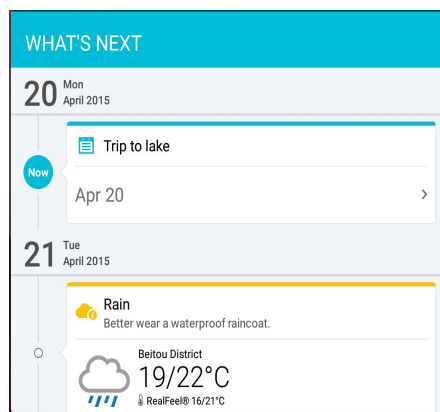 WHAT'S NEXT
20 Mon
April 2015
Trip to lake
Now
Apr 20
21 Tue
April 2015
Rain
Better wear a waterproof raincoat.
Beitou District
19/22°C
RealFeel® 16/21°C